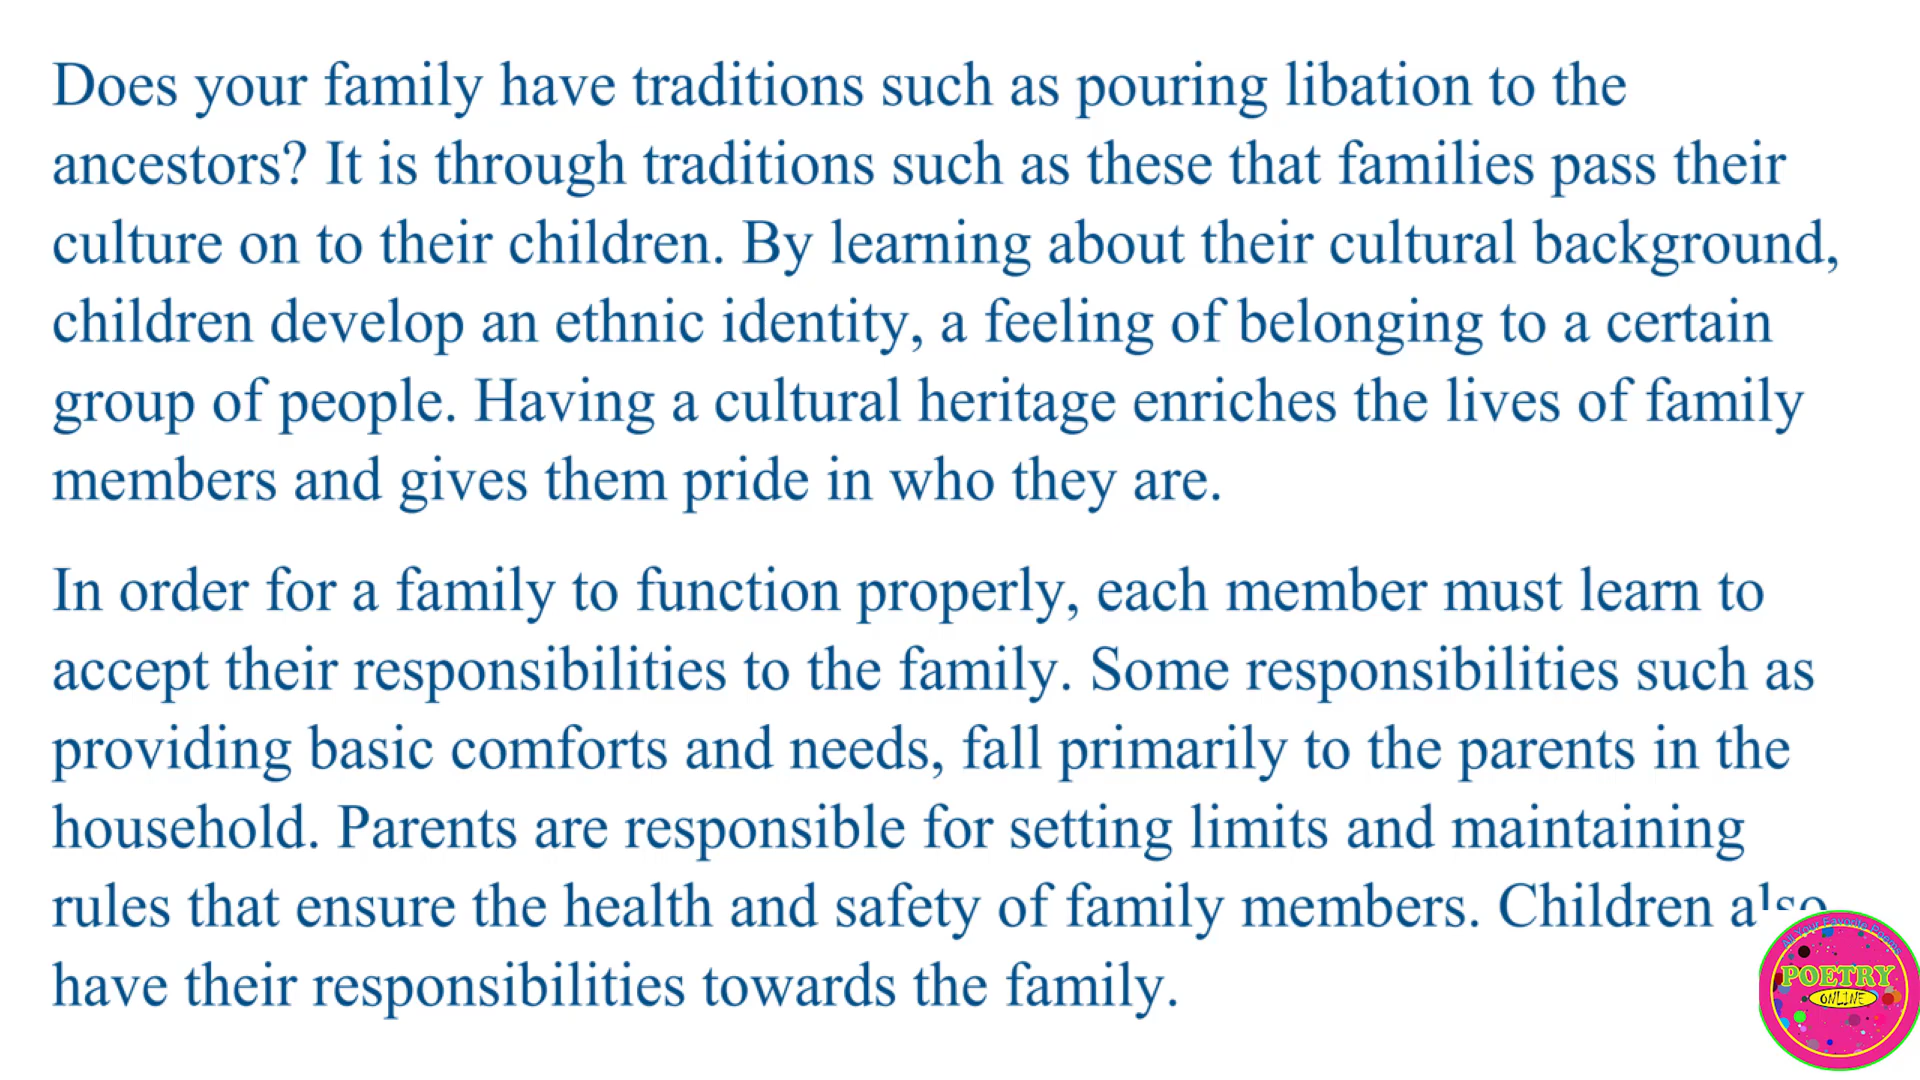 Does your family have traditions such as pouring libation to the
ancestors? It is through traditions such as these that families pass their
culture on to their children. By learning about their cultural background,
children develop an ethnic identity, a feeling of belonging to a certain
group of people. Having a cultural heritage enriches the lives of family
members and gives them pride in who they are.
In order for a family to function properly, each member must learn to
accept their responsibilities to the family. Some responsibilities such as
providing basic comforts and needs, fall primarily to the parents in the
household. Parents are responsible for setting limits and maintaining
rules that ensure the health and safety of family members. Children also
have their responsibilities towards the family.
All Your Favorite Poems
POETRY
ONLINE